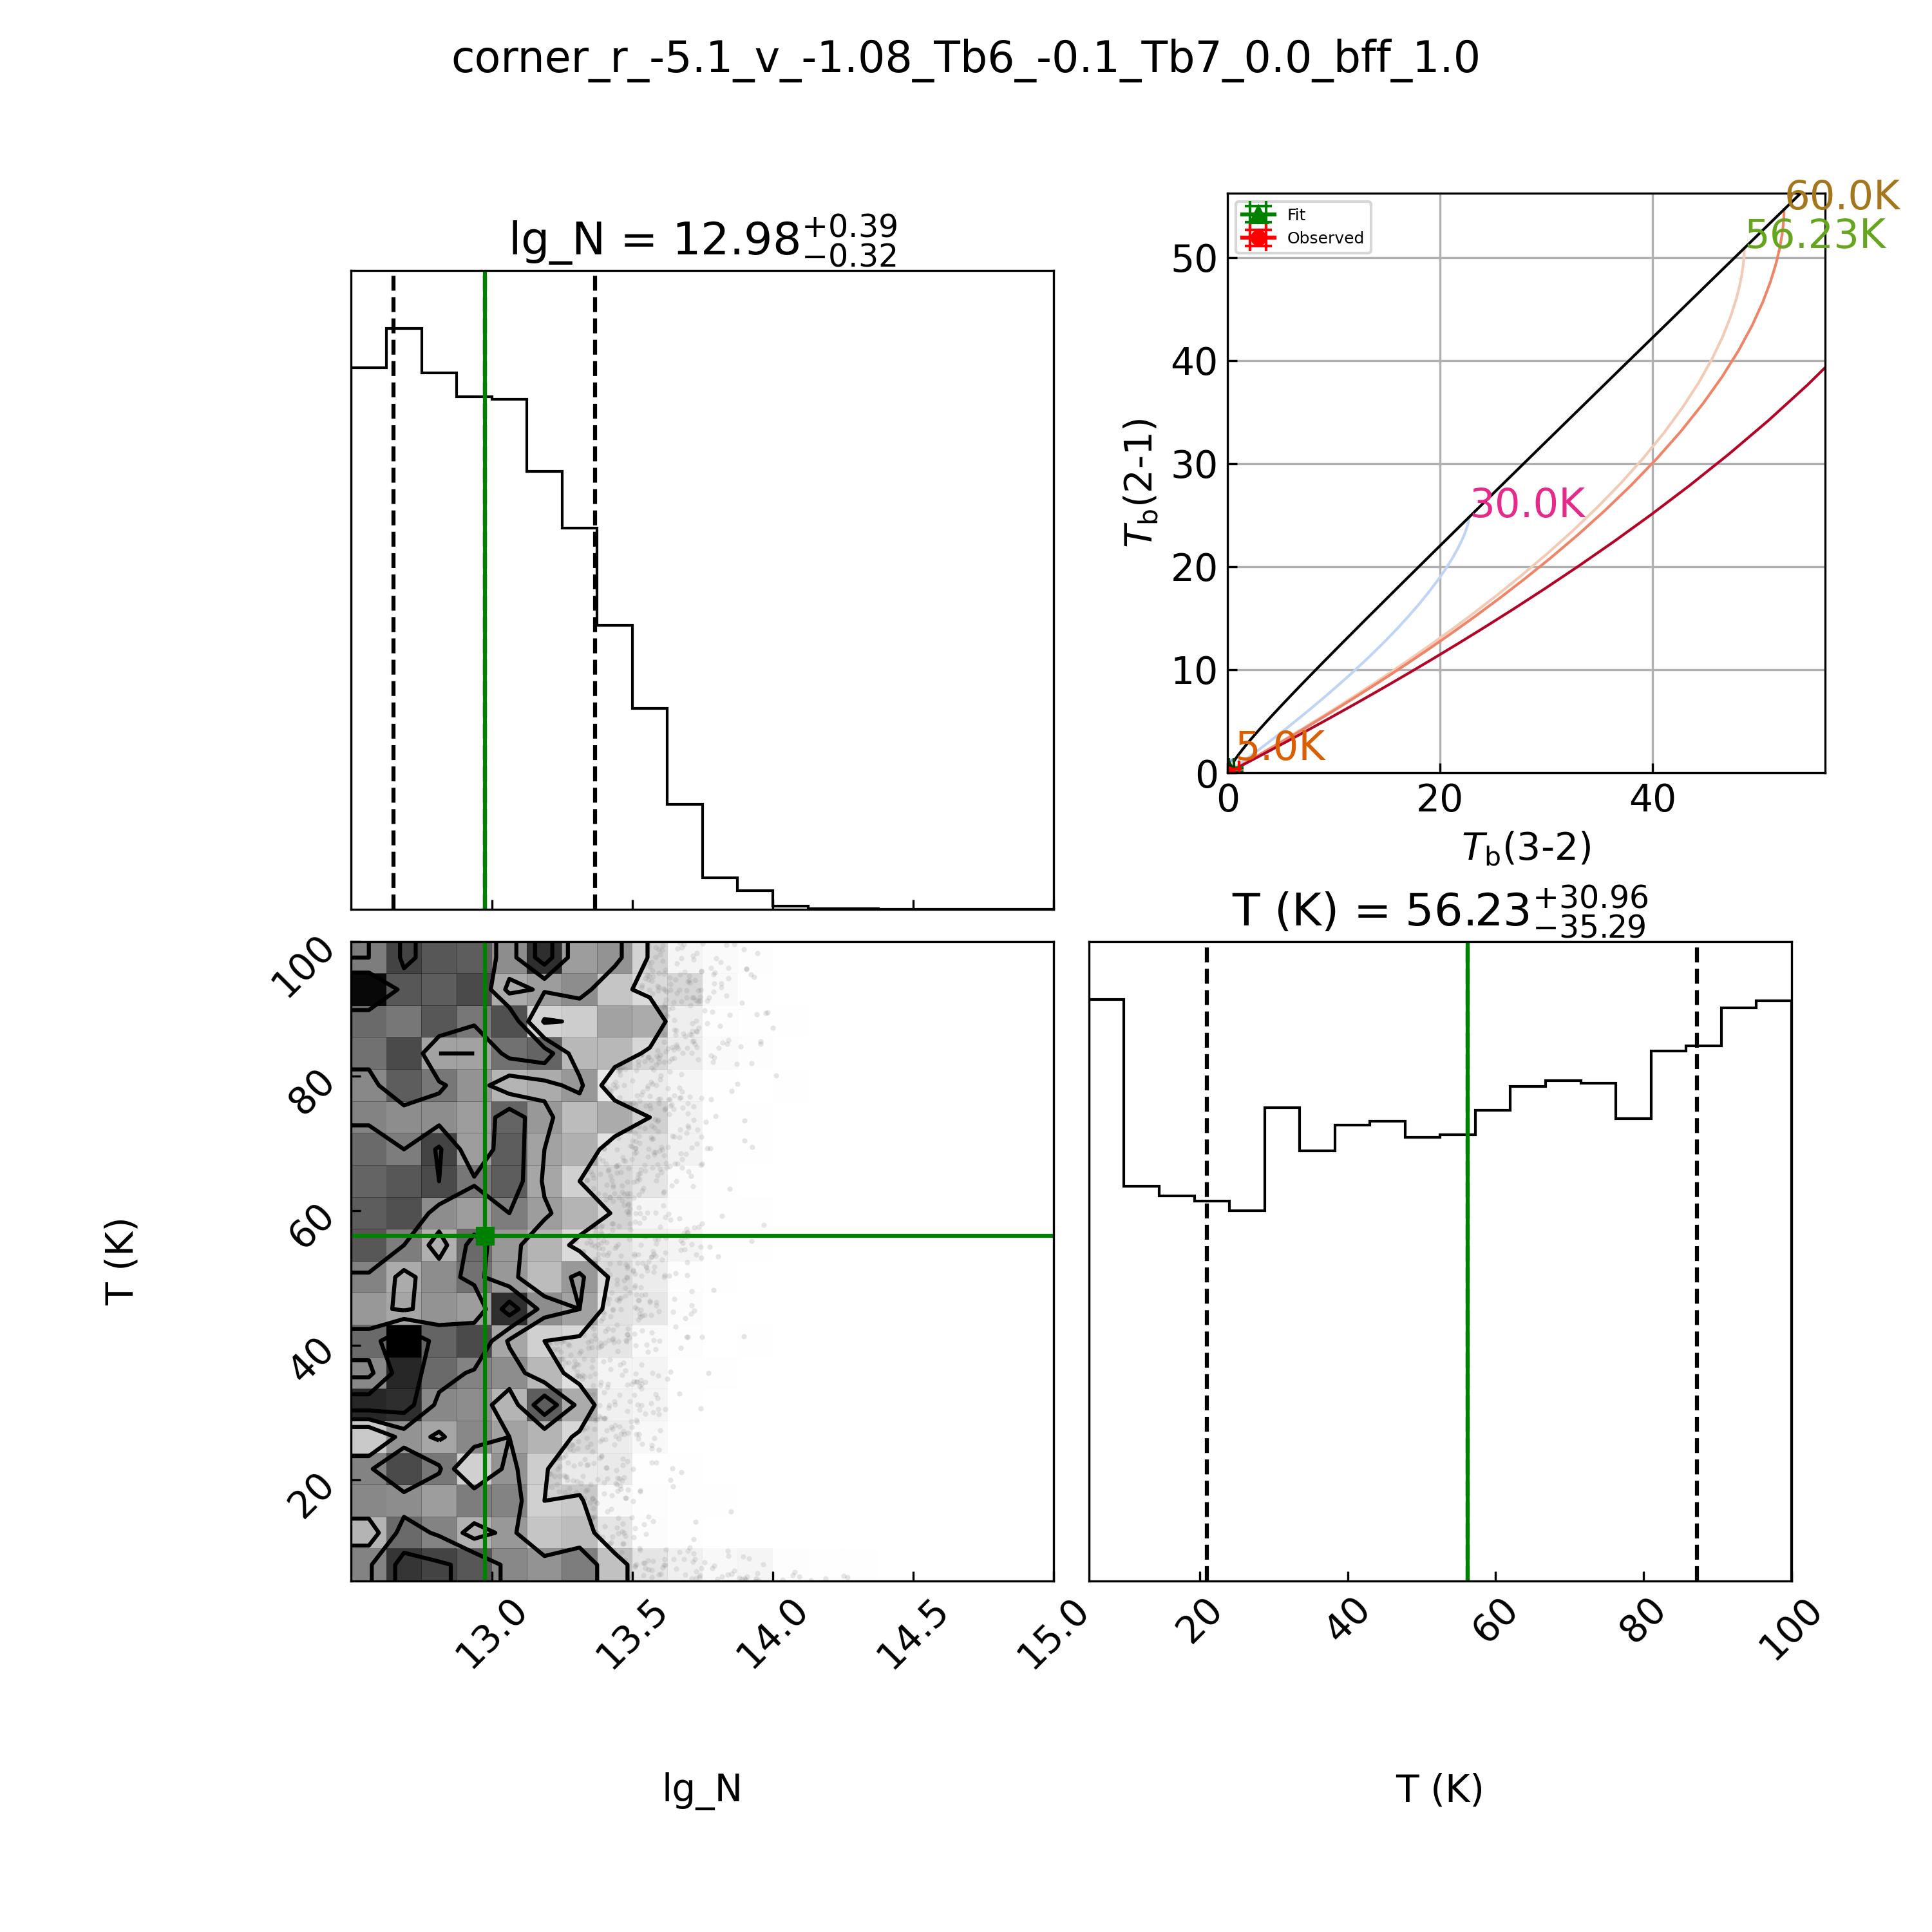 corner_r_-5.1_v_-1.08_Tb6_-0.1_Tb7_0.0_bff_1.0
lg_N = 12.98+0.39−0.32
Fit
Observed
60.0K
56.23K
30.0K
5.0K
50
40
30
20
10
0
Tb(2-1)
0 20 40
Tb(3-2)
T (K) = 56.23+30.96−35.29
100
80
60
40
20
T (K)
13.0 13.5 14.0 14.5 15.0
lg_N
20 40 60 80 100
T (K)